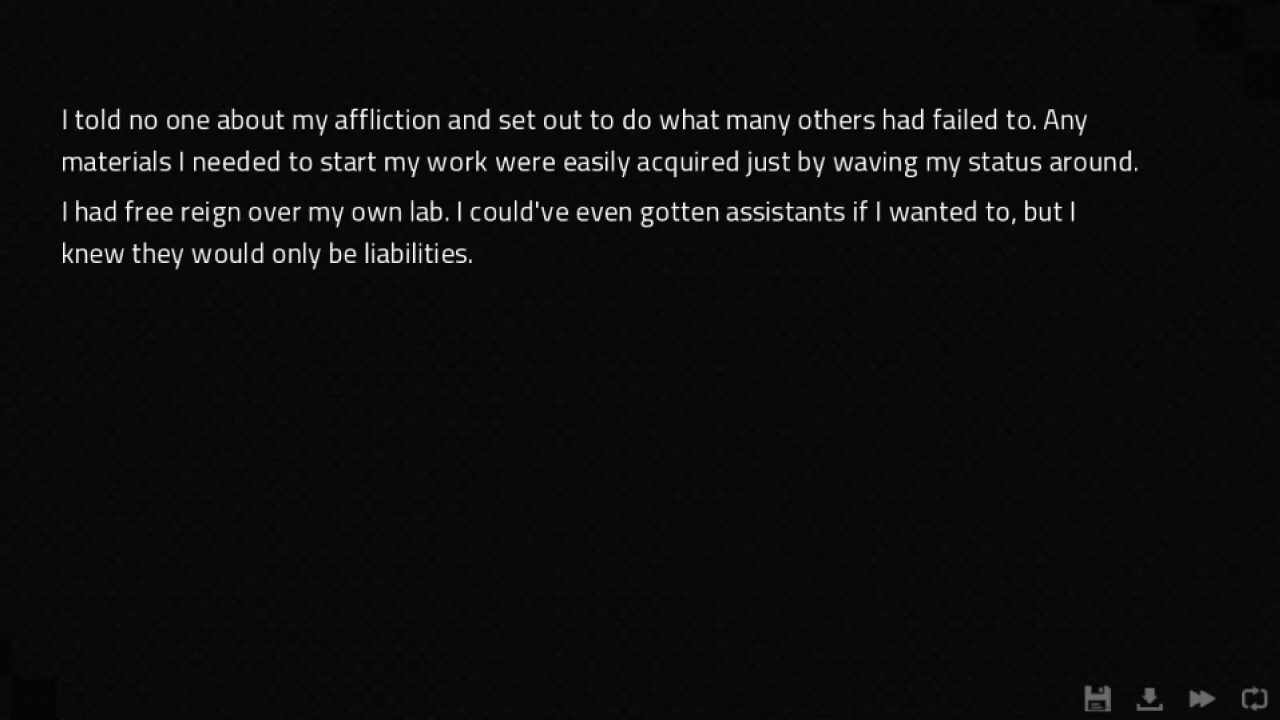 I told no one about my affliction and set out to do what many others had failed to. Any
materials I needed to start my work were easily acquired just by waving my status around.
I had free reign over my own lab. I could've even gotten assistants if I wanted to, but I
knew they would only be liabilities.